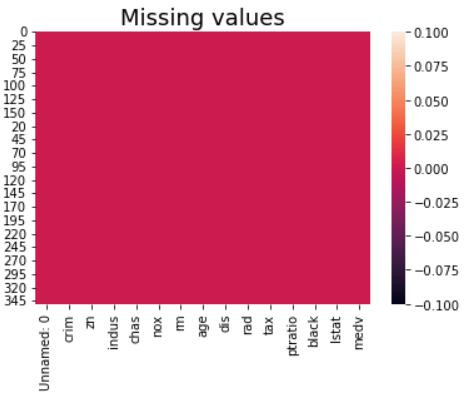 Missing values
0
25
50
75
100
125
150
20
45
70
95
120
145
170
195
220
245
270
295
320
345
Unnamed: 0
crim
zn
indus
chas
nox
rm
age
dis
rad
tax
ptratio
black
lstat
medv
0.100
0.075
0.050
0.025
0.000
−0.025
−0.050
−0.075
−0.100